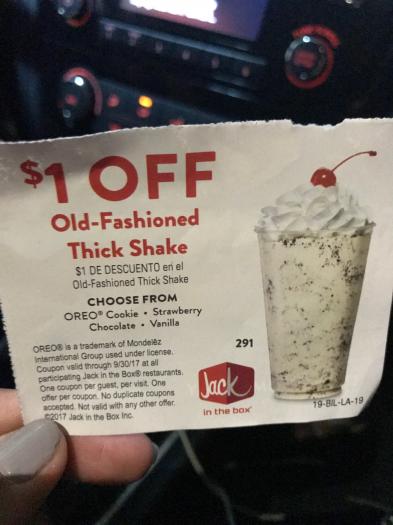 $1 OFF
Old-Fashioned
Thick Shake
$1 DE DESCUENTO en el
Old-Fashioned Thick Shake
CHOOSE FROM
OREO® Cookie • Strawberry
Chocolate • Vanilla
OREO® is a trademark of Mondelēz
International Group used under license.
Coupon valid through 9/30/17 at all
participating Jack in the Box® restaurants.
One coupon per guest, per visit. One
offer per coupon. No duplicate coupons
accepted. Not valid with any other offer.
©2017 Jack in the Box Inc.
291
Jack
in the box®
19-BIL-LA-19